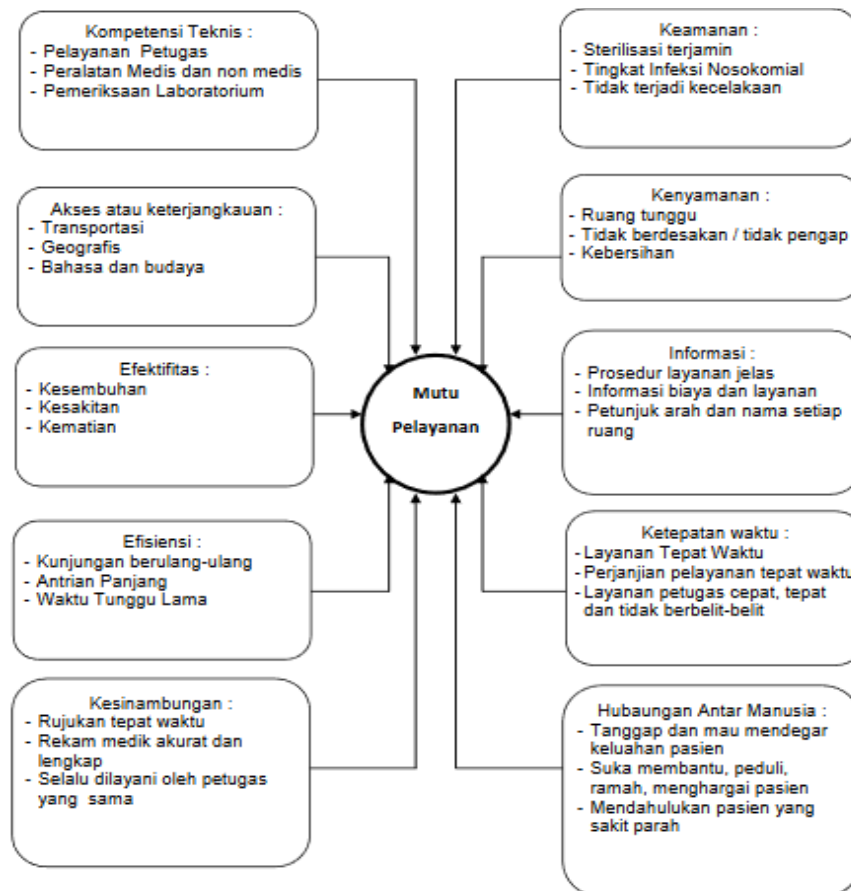 Kompetensi Teknis :
- Pelayanan Petugas
- Peralatan Medis dan non medis
- Pemeriksaan Laboratorium
Akses atau keterjangkauan :
- Transportasi
- Geografis
- Bahasa dan budaya
Efektifitas :
- Kesembuhan
- Kesakitan
- Kematian
Efisiensi :
- Kunjungan berulang-ulang
- Antrian Panjang
- Waktu Tunggu Lama
Kesinambungan :
- Rujukan tepat waktu
- Rekam medik akurat dan
lengkap
- Selalu dilayani oleh petugas
yang sama
Mutu
Pelayanan
Keamanan :
- Sterilisasi terjamin
- Tingkat Infeksi Nosokomial
- Tidak terjadi kecelakaan
Kenyamanan :
- Ruang tunggu
- Tidak berdesakan / tidak pengap
- Kebersihan
Informasi :
- Prosedur layanan jelas
- Informasi biaya dan layanan
- Petunjuk arah dan nama setiap
ruang
Ketepatan waktu :
- Layanan Tepat Waktu
- Perjanjian pelayanan tepat waktu
- Layanan petugas cepat, tepat
dan tidak berbelit-belit
Hubaungan Antar Manusia :
- Tanggap dan mau mendegar
keluahan pasien
- Suka membantu, peduli,
ramah, menghargai pasien
- Mendahulukan pasien yang
sakit parah